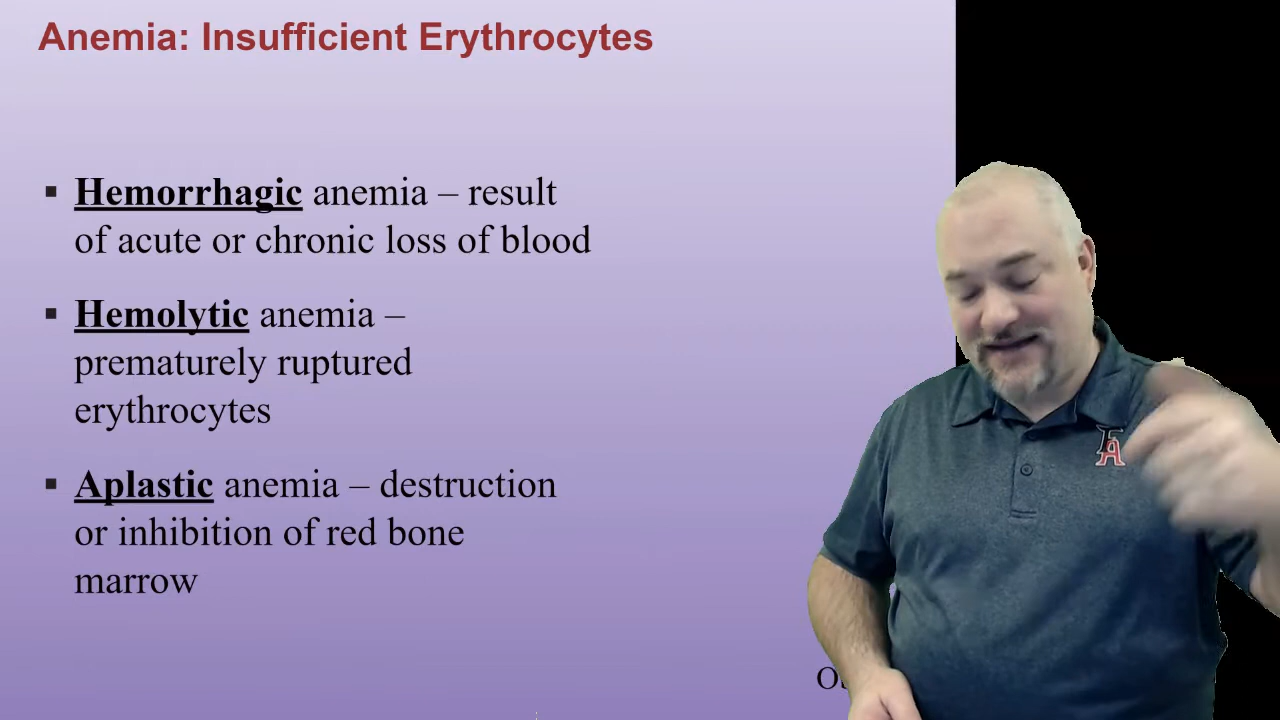 Anemia: Insufficient Erythrocytes
▪ Hemorrhagic anemia – result
of acute or chronic loss of blood
▪ Hemolytic anemia –
prematurely ruptured
erythrocytes
▪ Aplastic anemia – destruction
or inhibition of red bone
marrow